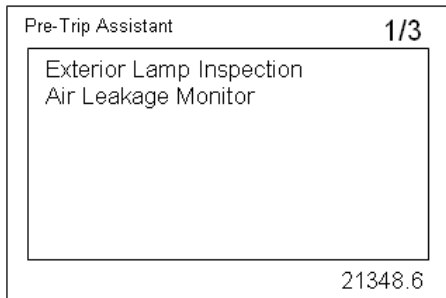 Pre-Trip Assistant
1/3
Exterior Lamp Inspection
Air Leakage Monitor
21348.6